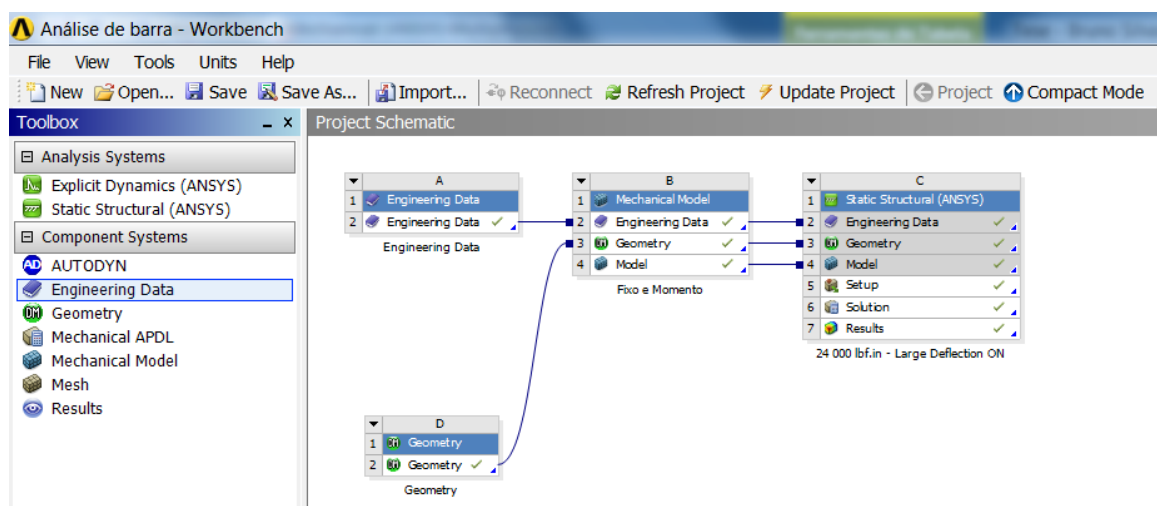 Análise de barra - Workbench
File View Tools Units Help
New Open... Save Save As... Import... Reconnect Refresh Project Update Project Project Compact Mode
Toolbox
Project Schematic
Analysis Systems
Explicit Dynamics (ANSYS)
Static Structural (ANSYS)
Component Systems
AD AUTODYN
Engineering Data
DM Geometry
Mechanical APDL
Mechanical Model
Mesh
Results
A
1 Engineering Data
2 Engineering Data
Engineering Data
B
1 Mechanical Model
2 Engineering Data
3 Geometry
4 Model
Fixo e Momento
C
1 Static Structural (ANSYS)
2 Engineering Data
3 Geometry
4 Model
5 Setup
6 Solution
7 Results
24 000 lbf.in - Large Deflection ON
D
1 Geometry
2 Geometry
Geometry